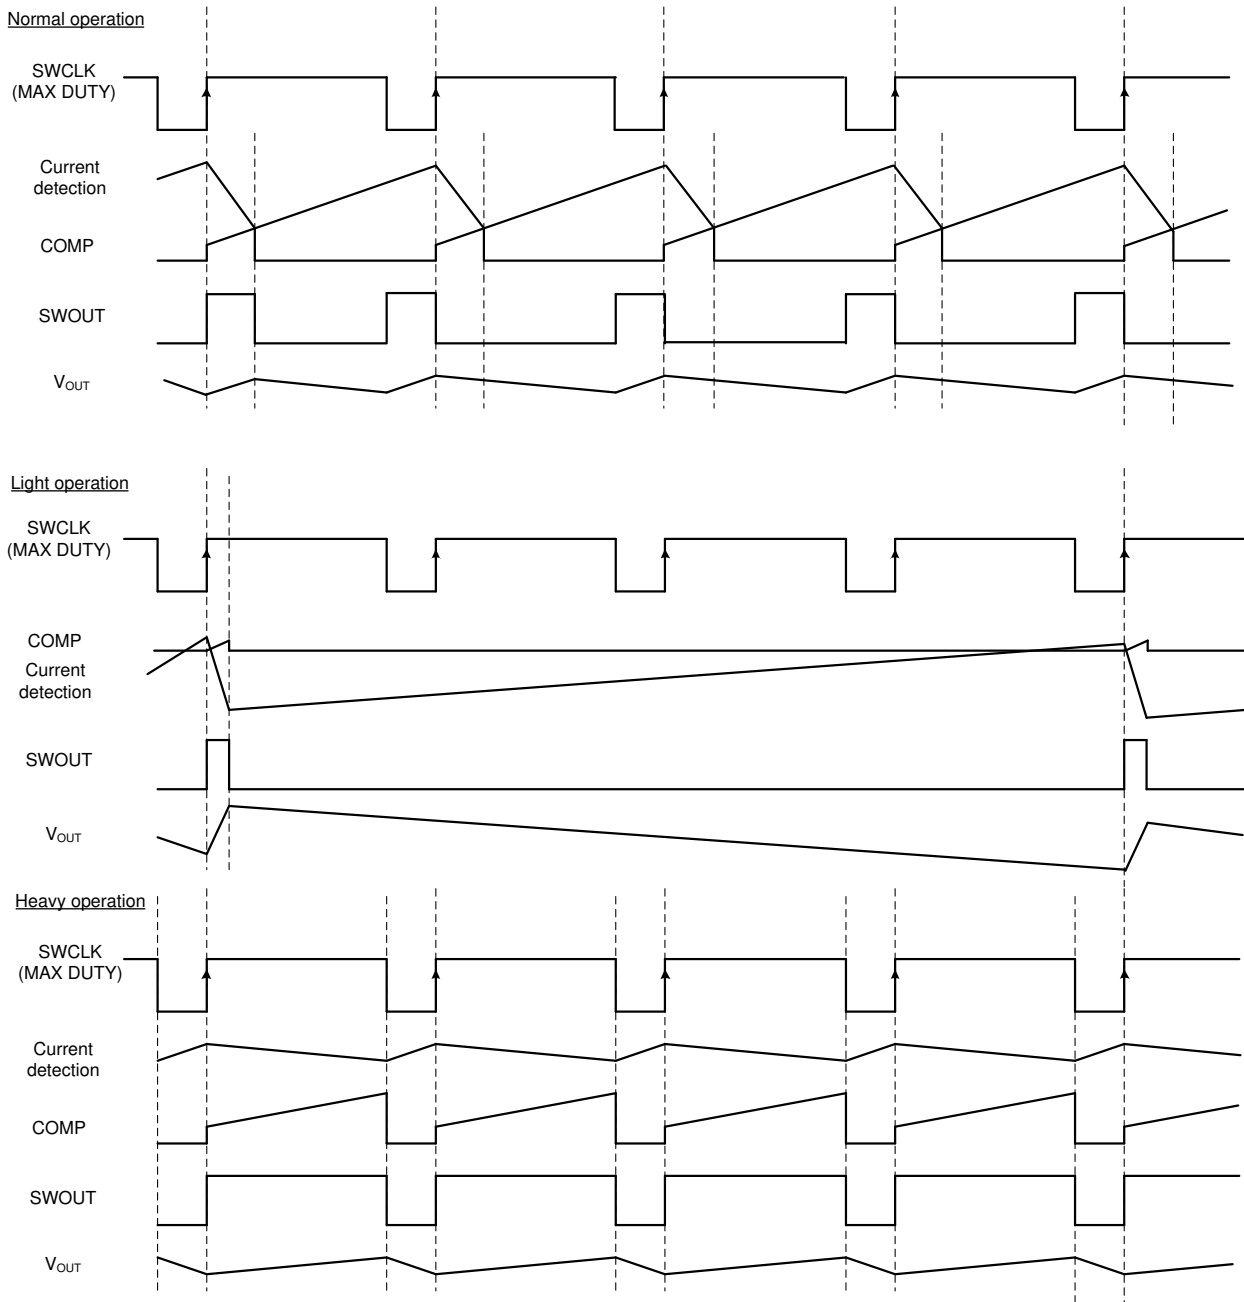 Normal operation
SWCLK
(MAX DUTY)
Current
detection
COMP
SWOUT
VOUT
Light operation
SWCLK
(MAX DUTY)
COMP
Current
detection
SWOUT
VOUT
Heavy operation
SWCLK
(MAX DUTY)
Current
detection
COMP
SWOUT
VOUT